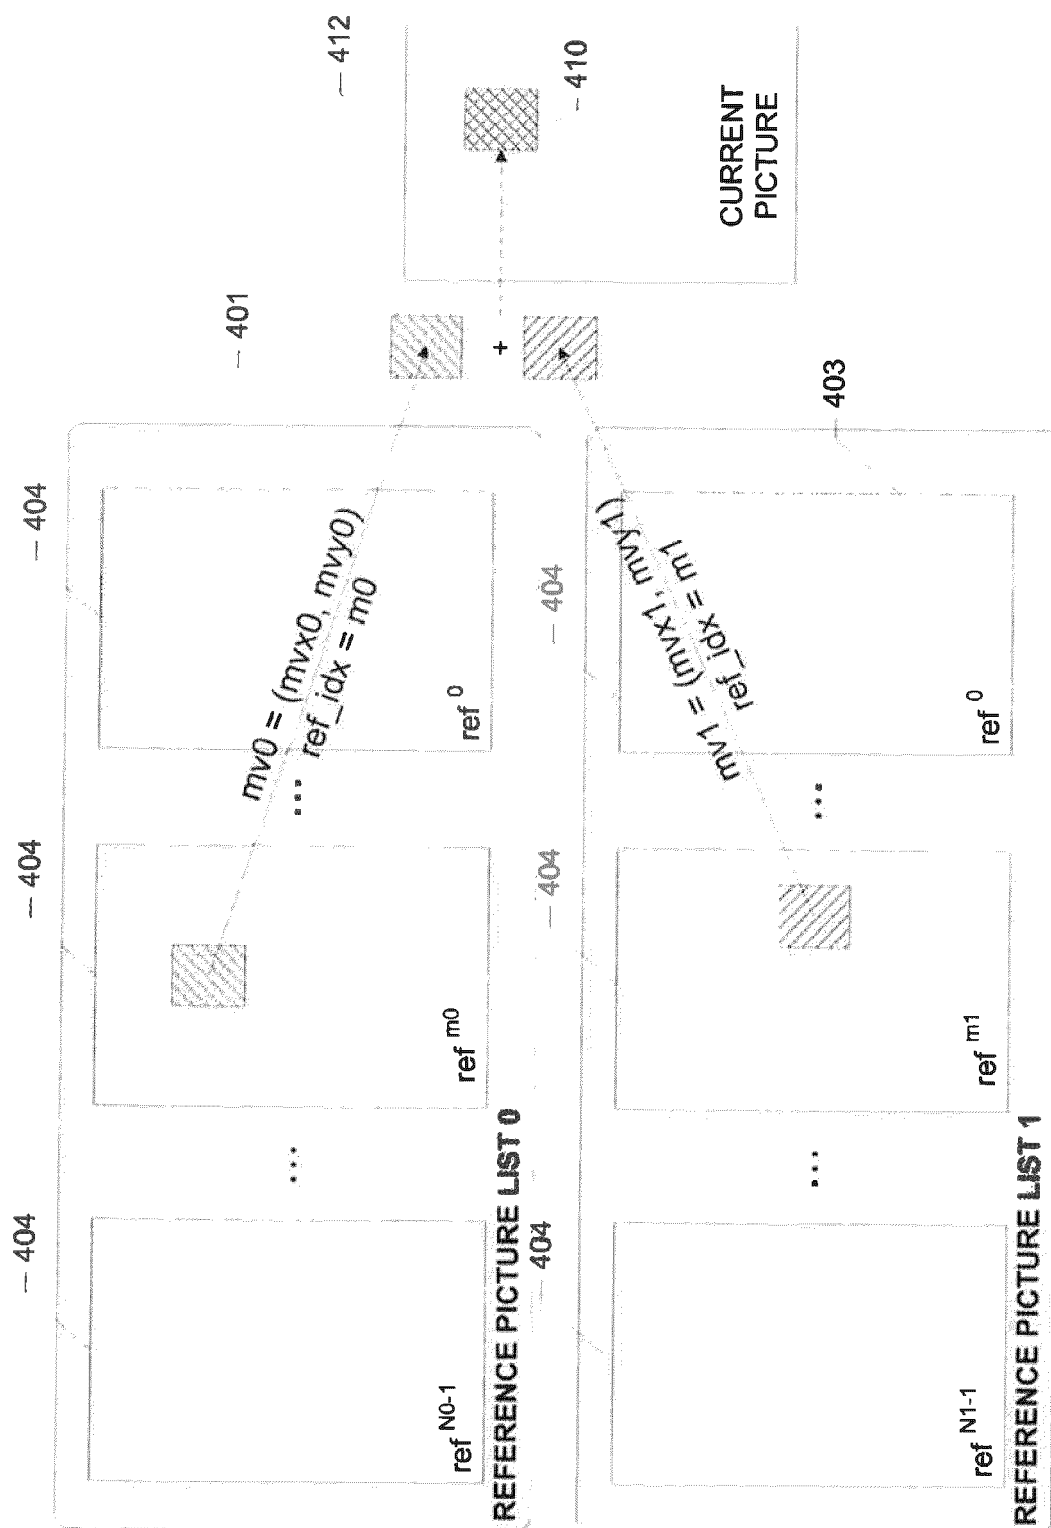 404
404
404
401
412
mv0 = (mvx0, mvy0)
ref_idx = m0
...
...
ref N0-1
ref m0
ref 0
REFERENCE PICTURE LIST 0
+
410
CURRENT
PICTURE
404
404
404
403
mv1 = (mvx1, mvy1)
ref_idx = m1
...
...
ref N1-1
ref m1
ref 0
REFERENCE PICTURE LIST 1